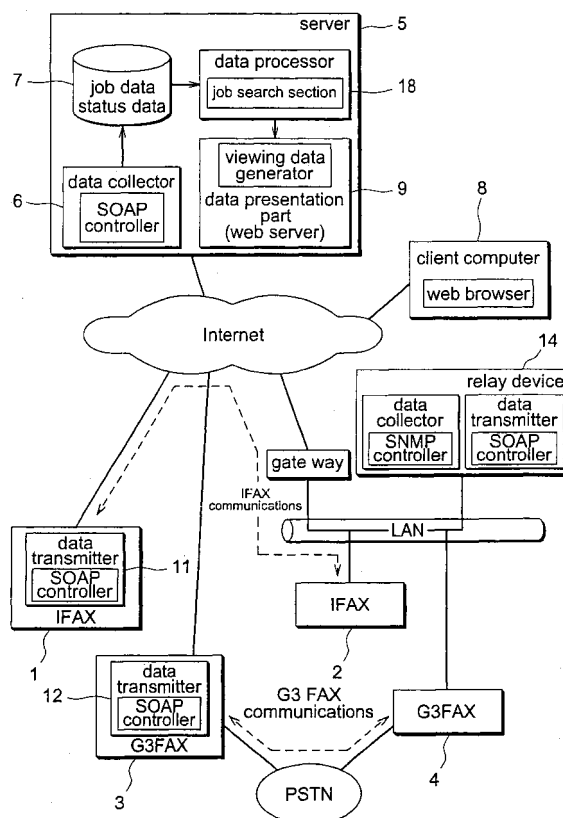 server
5
7
job data
status data
data processor
job search section
18
data collector
SOAP
controller
6
viewing data
generator
data presentation
part
(web server)
9
8
client computer
web browser
Internet
14
relay device
data
collector
SNMP
controller
data
transmitter
SOAP
controller
gate way
IFAX
communications
LAN
data
transmitter
SOAP
controller
IFAX
11
1
IFAX
2
data
transmitter
SOAP
controller
G3FAX
12
3
G3 FAX
communications
G3FAX
4
PSTN